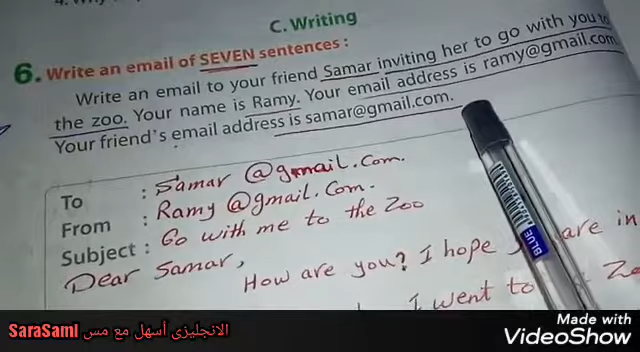 C. Writing
6. Write an email of SEVEN sentences :
Write an email to your friend Samar inviting her to go with you to
the zoo. Your name is Ramy. Your email address is ramy@gmail.com.
Your friend's email address is samar@gmail.com.
To : Samar @gmail.Com.
From : Ramy @gmail.Com.
Subject : Go with me to the Zoo
Dear Samar,
How are you? I hope are in
I went to
BLUE
الانجليزى أسهل مع مس SaraSamI
Made with
VideoShow